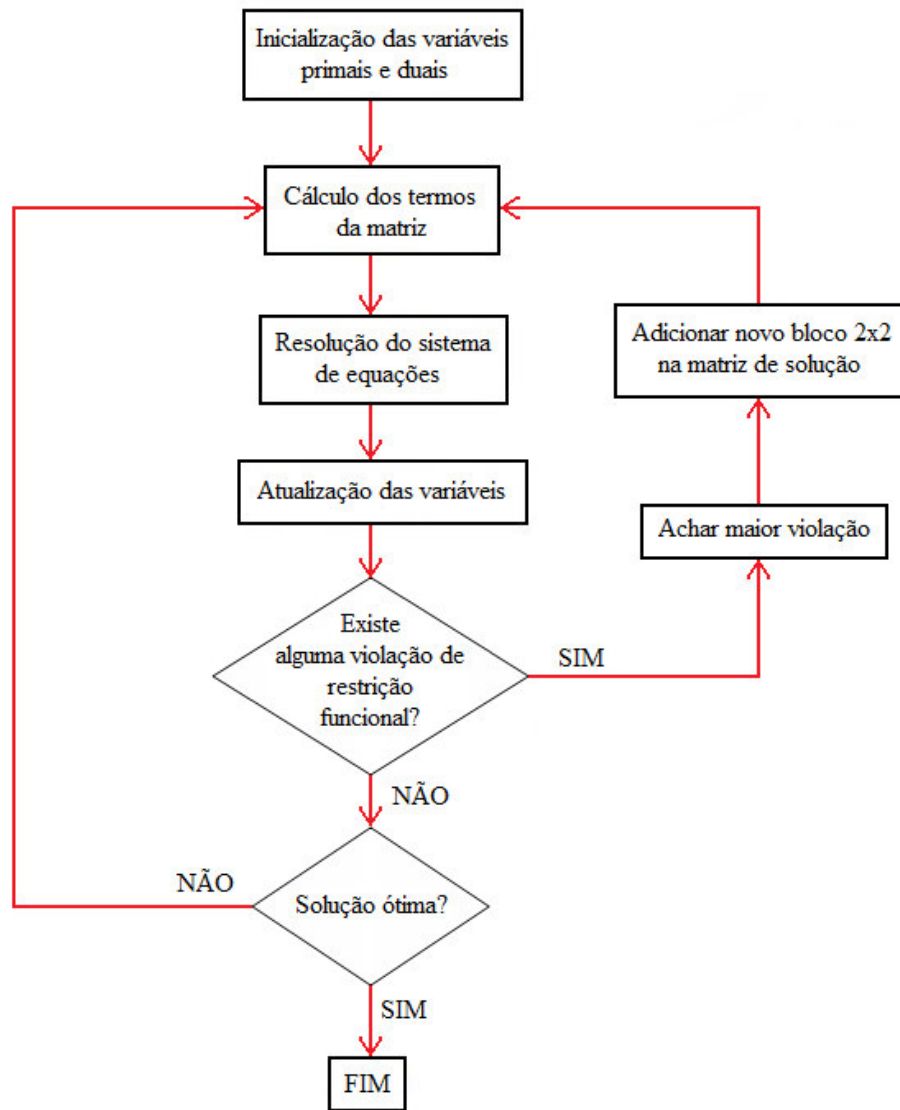 Inicialização das variáveis
primais e duais
Cálculo dos termos
da matriz
Resolução do sistema
de equações
Adicionar novo bloco 2x2
na matriz de solução
Atualização das variáveis
Achar maior violação
Existe
alguma violação de
restrição
funcional?
SIM
NÃO
NÃO
Solução ótima?
SIM
FIM